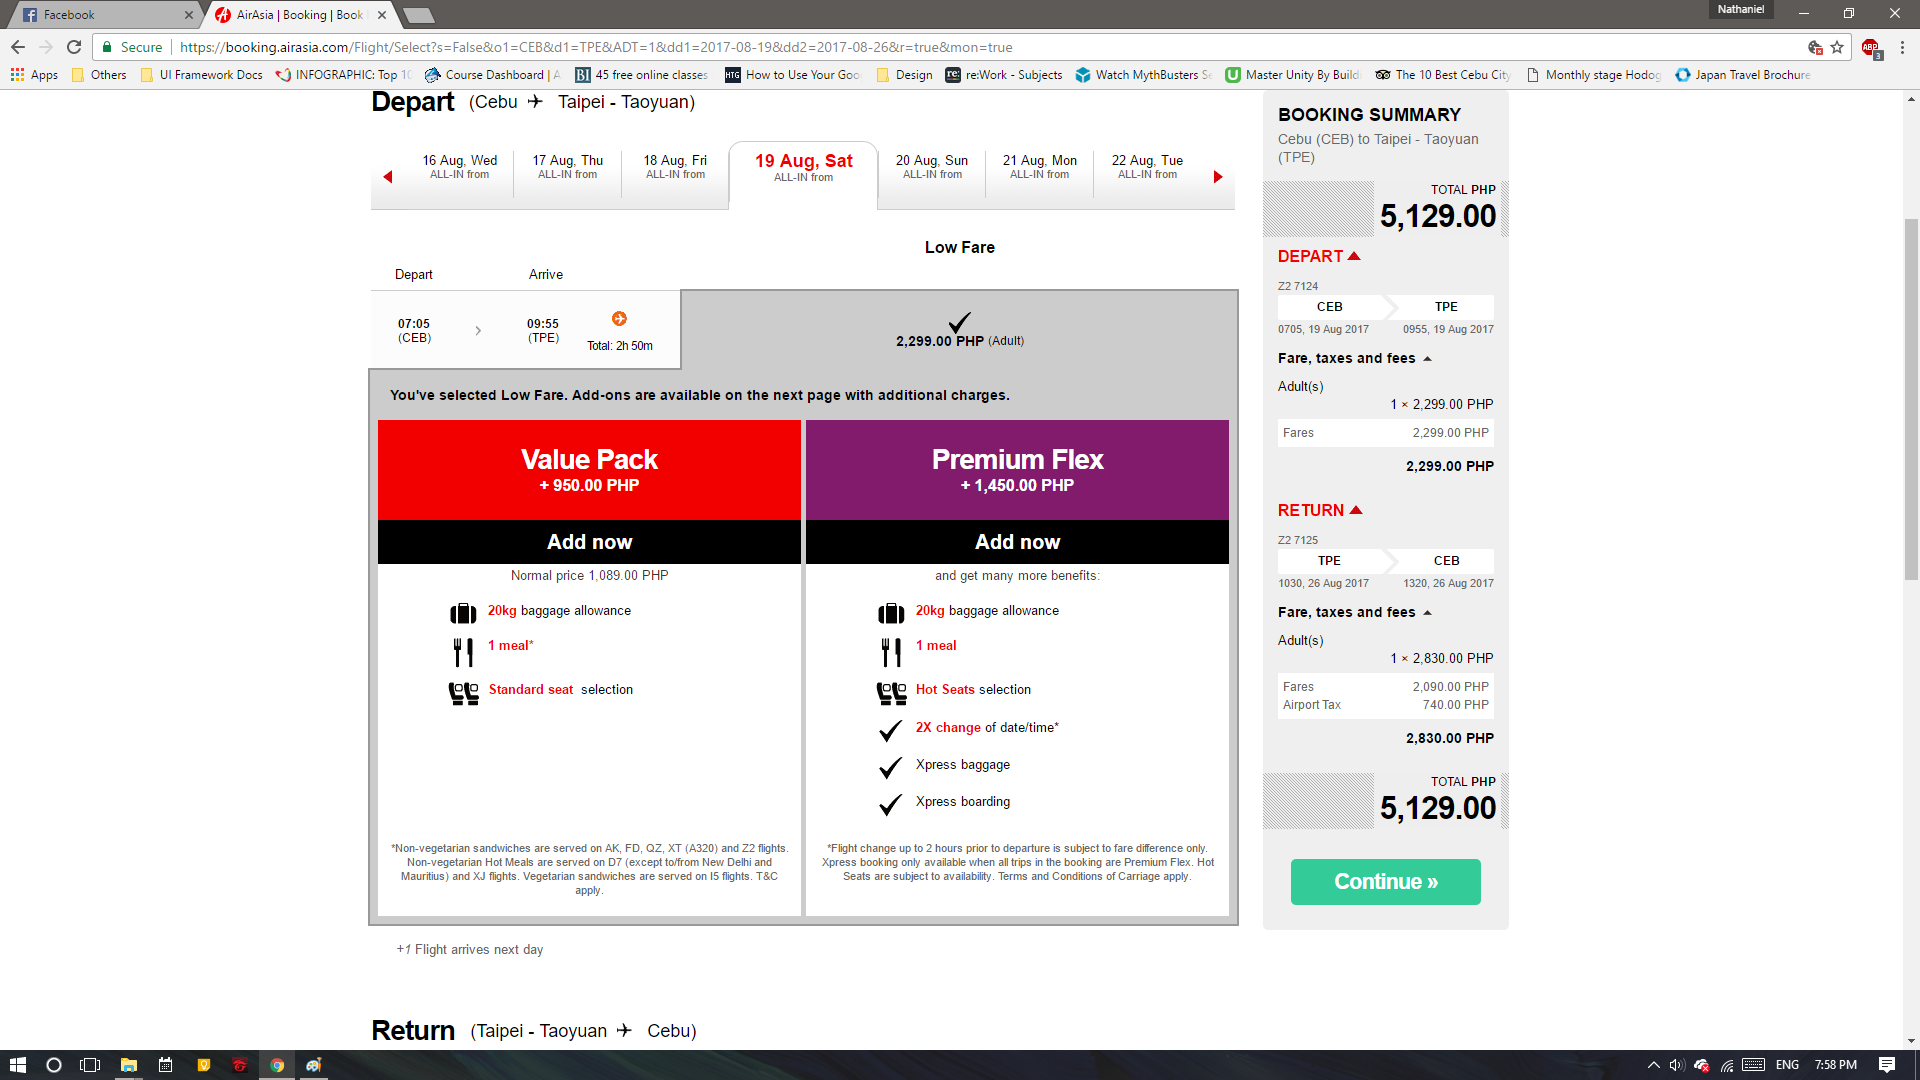 Facebook
AirAsia | Booking | Book
Nathaniel
Secure
https://booking.airasia.com/Flight/Select?s=False&o1=CEB&d1=TPE&ADT=1&dd1=2017-08-19&dd2=2017-08-26&r=true&mon=true
ABP
3
Apps
Others
UI Framework Docs
INFOGRAPHIC: Top 10
Course Dashboard | A
BI
45 free online classes
HTG
How to Use Your Goo
Design
re:
re:Work - Subjects
Watch MythBusters Se
Master Unity By Build
The 10 Best Cebu City
Monthly stage Hodog
Japan Travel Brochure
Depart (Cebu Taipei - Taoyuan)
16 Aug, Wed
ALL-IN from
17 Aug, Thu
ALL-IN from
18 Aug, Fri
ALL-IN from
19 Aug, Sat
ALL-IN from
20 Aug, Sun
ALL-IN from
21 Aug, Mon
ALL-IN from
22 Aug, Tue
ALL-IN from
Low Fare
Depart
Arrive
07:05
(CEB)
09:55
(TPE)
Total: 2h 50m
2,299.00 PHP (Adult)
You've selected Low Fare. Add-ons are available on the next page with additional charges.
Value Pack
+ 950.00 PHP
Add now
Normal price 1,089.00 PHP
20kg baggage allowance
1 meal*
Standard seat selection
*Non-vegetarian sandwiches are served on AK, FD, QZ, XT (A320) and Z2 flights.
Non-vegetarian Hot Meals are served on D7 (except to/from New Delhi and
Mauritius) and XJ flights. Vegetarian sandwiches are served on I5 flights. T&C
apply.
Premium Flex
+ 1,450.00 PHP
Add now
and get many more benefits:
20kg baggage allowance
1 meal
Hot Seats selection
2X change of date/time*
Xpress baggage
Xpress boarding
*Flight change up to 2 hours prior to departure is subject to fare difference only.
Xpress booking only available when all trips in the booking are Premium Flex. Hot
Seats are subject to availability. Terms and Conditions of Carriage apply.
+1 Flight arrives next day
Return (Taipei - Taoyuan Cebu)
BOOKING SUMMARY
Cebu (CEB) to Taipei - Taoyuan
(TPE)
TOTAL PHP
5,129.00
DEPART
Z2 7124
CEB TPE
0705, 19 Aug 2017 0955, 19 Aug 2017
Fare, taxes and fees
Adult(s)
1 × 2,299.00 PHP
Fares 2,299.00 PHP
2,299.00 PHP
RETURN
Z2 7125
TPE CEB
1030, 26 Aug 2017 1320, 26 Aug 2017
Fare, taxes and fees
Adult(s)
1 × 2,830.00 PHP
Fares 2,090.00 PHP
Airport Tax 740.00 PHP
2,830.00 PHP
TOTAL PHP
5,129.00
Continue »
ENG
7:58 PM